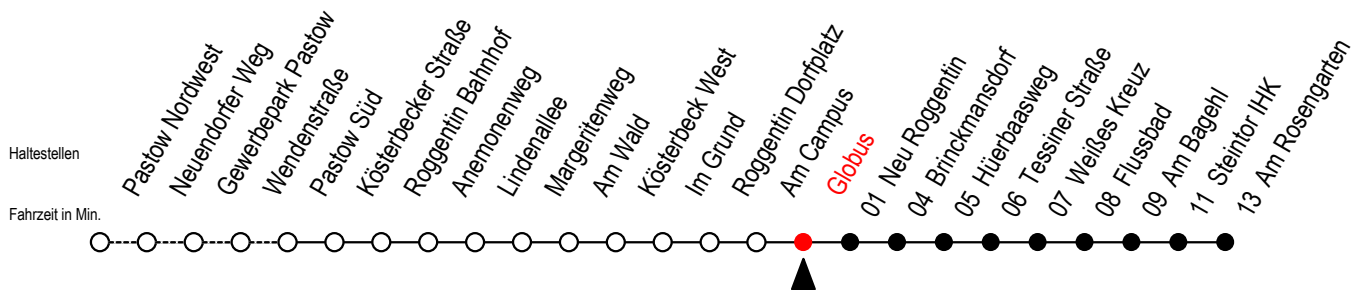 Haltestellen
Pastow Nordwest
Neuendorfer Weg
Gewerbepark Pastow
Wendenstraße
Pastow Süd
Kösterbecker Straße
Roggentin Bahnhof
Anemonenweg
Lindenallee
Margeritenweg
Am Wald
Kösterbeck West
Im Grund
Roggentin Dorfplatz
Am Campus
Globus
01 Neu Roggentin
04 Brinckmansdorf
05 Hüerbaasweg
06 Tessiner Straße
07 Weißes Kreuz
08 Flussbad
09 Am Bagehl
11 Steintor IHK
13 Am Rosengarten
Fahrzeit in Min.